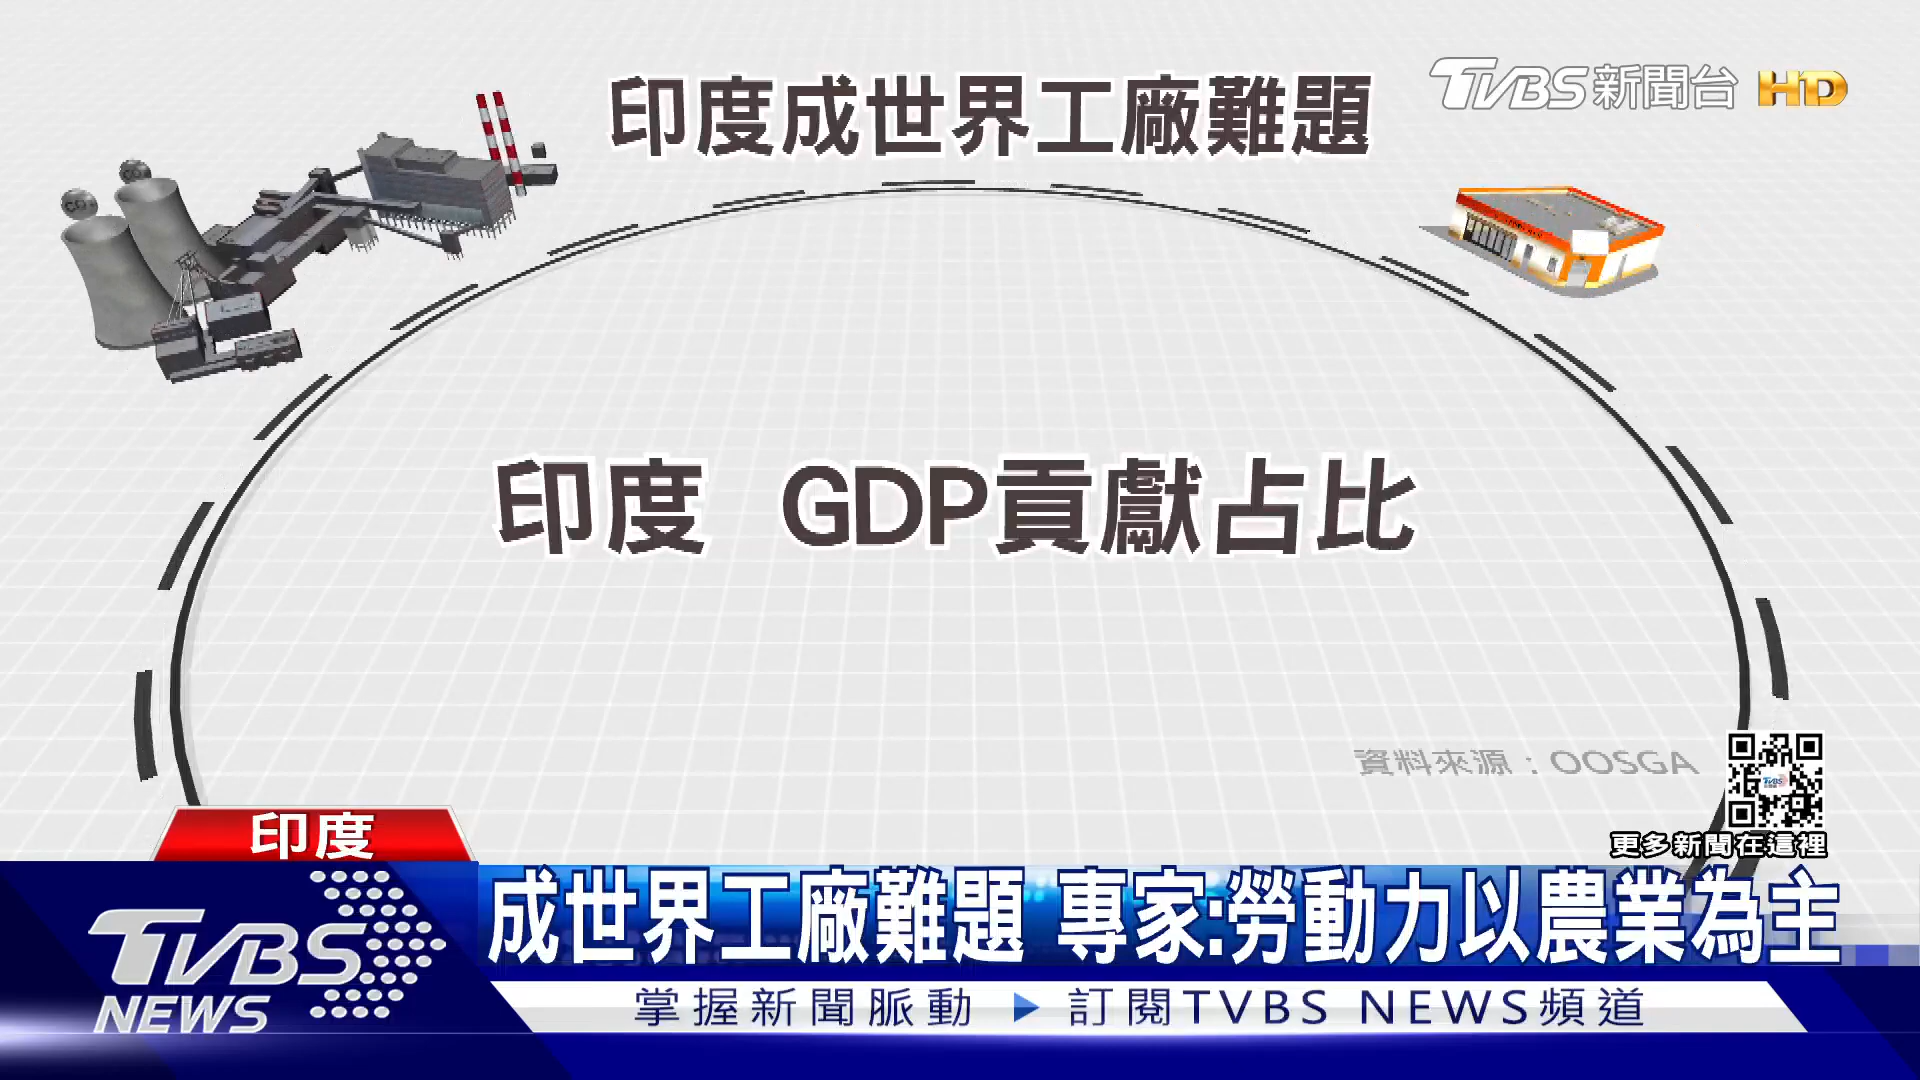 印度成世界工廠難題
TVBS新聞台 HD
CO2
CO2
印度 GDP貢獻占比
資料來源：OOSGA
TVBS
更多新聞在這裡
印度
成世界工廠難題 專家:勞動力以農業為主
TVBS
NEWS
掌握新聞脈動 ▶ 訂閱TVBS NEWS頻道